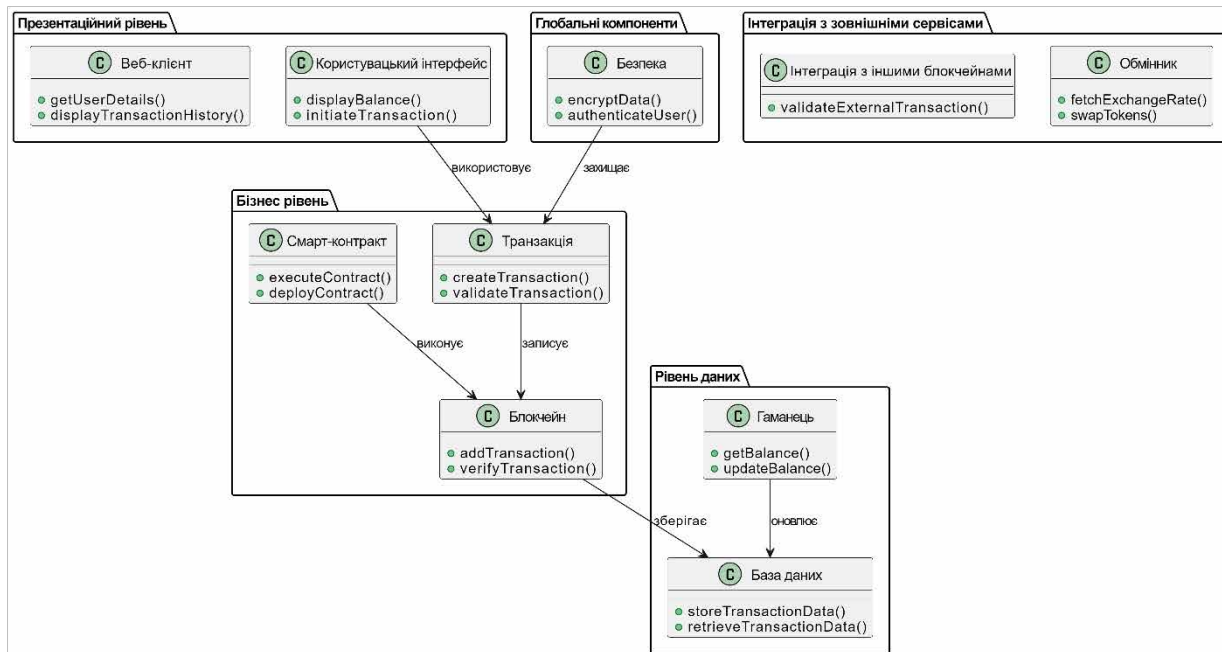 Презентаційний рівень
C Веб-клієнт
getUserDetails()
displayTransactionHistory()
C Користувацький інтерфейс
displayBalance()
initiateTransaction()
Глобальні компоненти
C Безпека
encryptData()
authenticateUser()
Інтеграція з зовнішніми сервісами
C Інтеграція з іншими блокчейнами
validateExternalTransaction()
C Обмінник
fetchExchangeRate()
swapTokens()
використовує
захищає
Бізнес рівень
C Смарт-контракт
executeContract()
deployContract()
C Транзакція
createTransaction()
validateTransaction()
виконує
записує
C Блокчейн
addTransaction()
verifyTransaction()
Рівень даних
C Гаманець
getBalance()
updateBalance()
зберігає
оновлює
C База даних
storeTransactionData()
retrieveTransactionData()